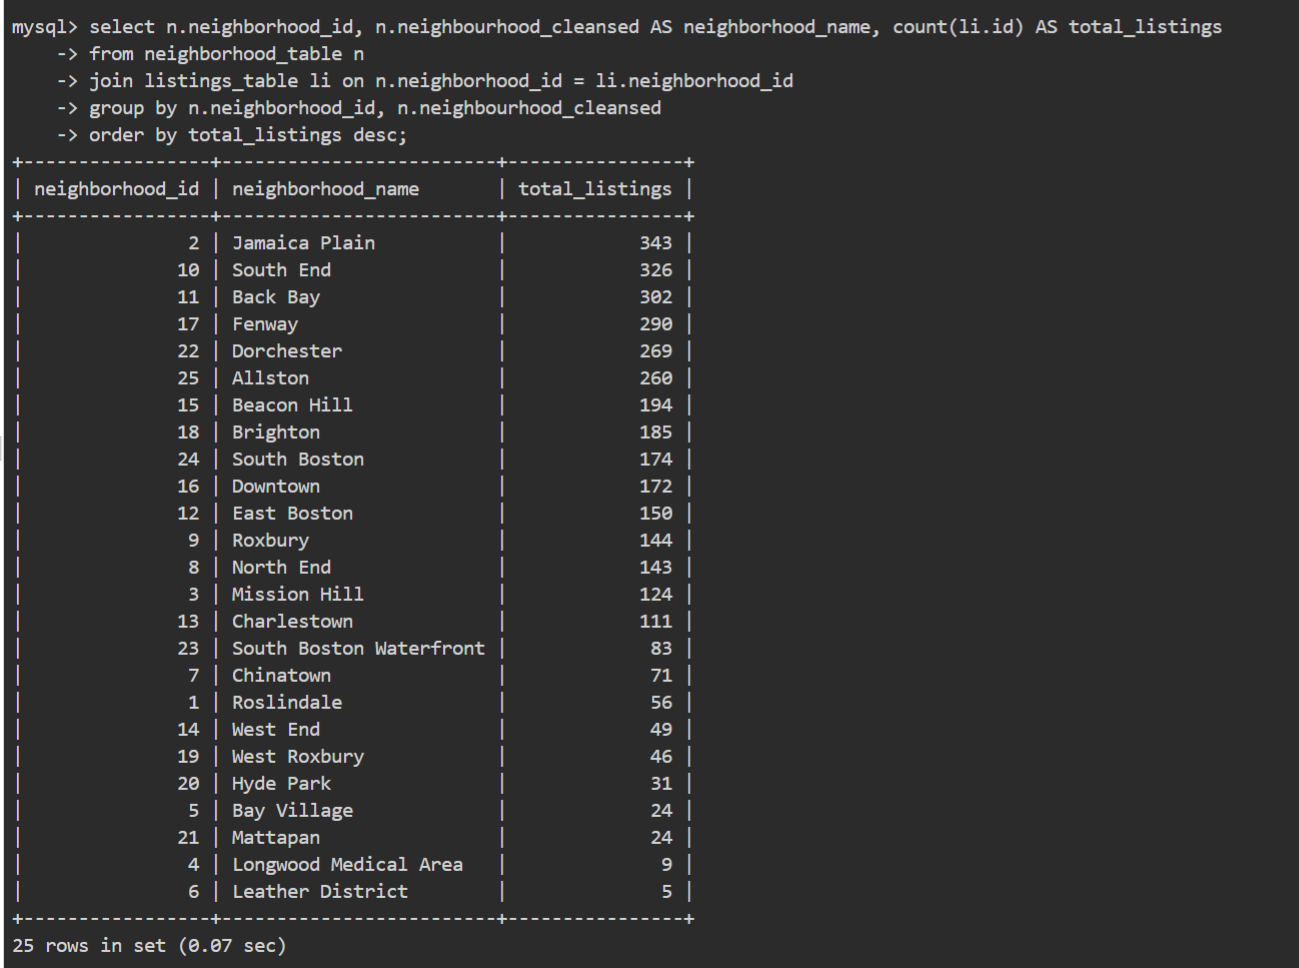 mysql> select n.neighborhood_id, n.neighbourhood_cleansed AS neighborhood_name, count(li.id) AS total_listings
    -> from neighborhood_table n
    -> join listings_table li on n.neighborhood_id = li.neighborhood_id
    -> group by n.neighborhood_id, n.neighbourhood_cleansed
    -> order by total_listings desc;
+-----------------+-------------------------+----------------+
| neighborhood_id | neighborhood_name       | total_listings |
+-----------------+-------------------------+----------------+
|               2 | Jamaica Plain           |            343 |
|              10 | South End               |            326 |
|              11 | Back Bay                |            302 |
|              17 | Fenway                  |            290 |
|              22 | Dorchester              |            269 |
|              25 | Allston                 |            260 |
|              15 | Beacon Hill             |            194 |
|              18 | Brighton                |            185 |
|              24 | South Boston            |            174 |
|              16 | Downtown                |            172 |
|              12 | East Boston             |            150 |
|               9 | Roxbury                 |            144 |
|               8 | North End               |            143 |
|               3 | Mission Hill            |            124 |
|              13 | Charlestown             |            111 |
|              23 | South Boston Waterfront |             83 |
|               7 | Chinatown               |             71 |
|               1 | Roslindale              |             56 |
|              14 | West End                |             49 |
|              19 | West Roxbury            |             46 |
|              20 | Hyde Park               |             31 |
|               5 | Bay Village             |             24 |
|              21 | Mattapan                |             24 |
|               4 | Longwood Medical Area   |              9 |
|               6 | Leather District        |              5 |
+-----------------+-------------------------+----------------+
25 rows in set (0.07 sec)